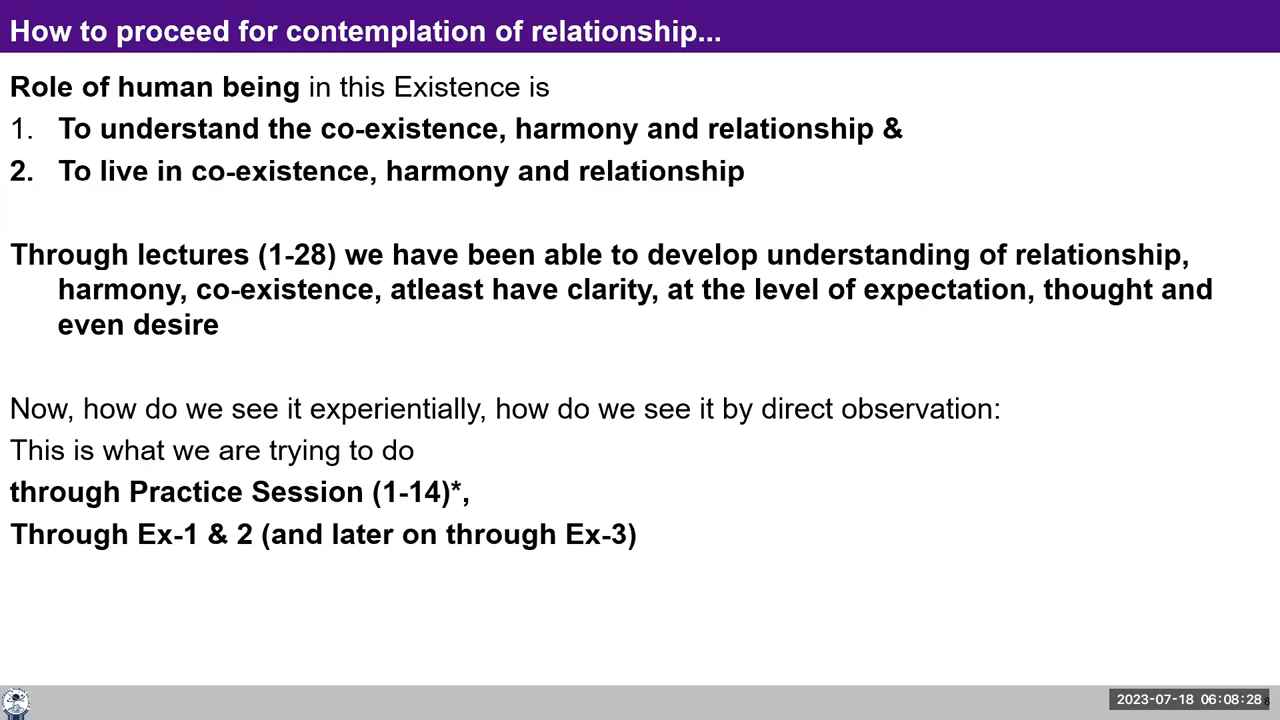 How to proceed for contemplation of relationship...
Role of human being in this Existence is
1. To understand the co-existence, harmony and relationship &
2. To live in co-existence, harmony and relationship
Through lectures (1-28) we have been able to develop understanding of relationship,
harmony, co-existence, atleast have clarity, at the level of expectation, thought and
even desire
Now, how do we see it experientially, how do we see it by direct observation:
This is what we are trying to do
through Practice Session (1-14)*,
Through Ex-1 & 2 (and later on through Ex-3)
2023-07-18 06:08:28